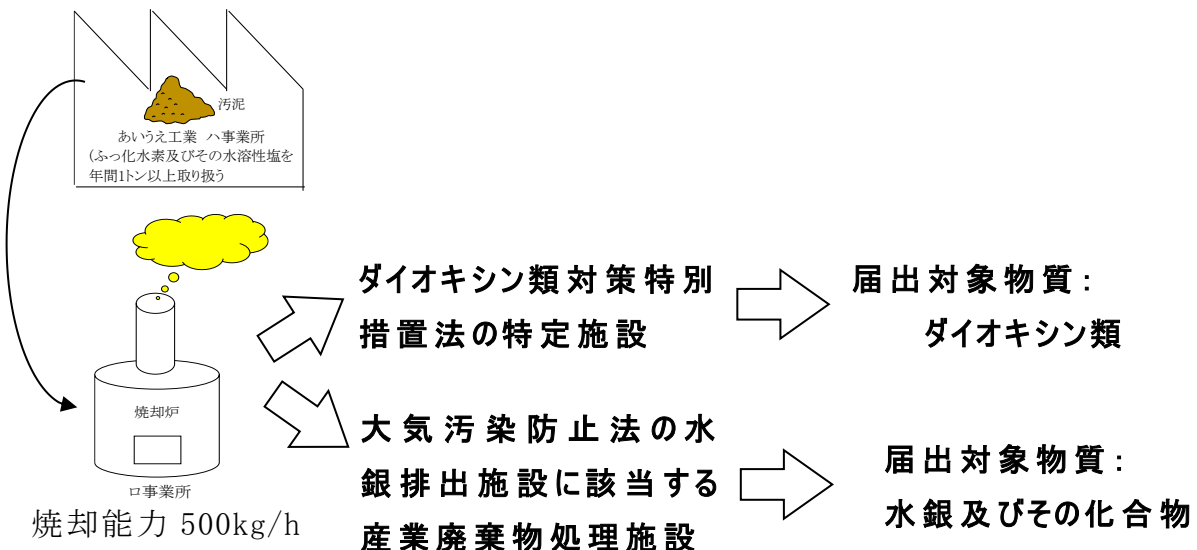 汚泥
あいうえ工業 ハ事業所
(ふっ化水素及びその水溶性塩を
年間1トン以上取り扱う
焼却炉
ロ事業所
焼却能力 500kg/h
ダイオキシン類対策特別
措置法の特定施設
届出対象物質：
ダイオキシン類
大気汚染防止法の水
銀排出施設に該当する
産業廃棄物処理施設
届出対象物質：
水銀及びその化合物